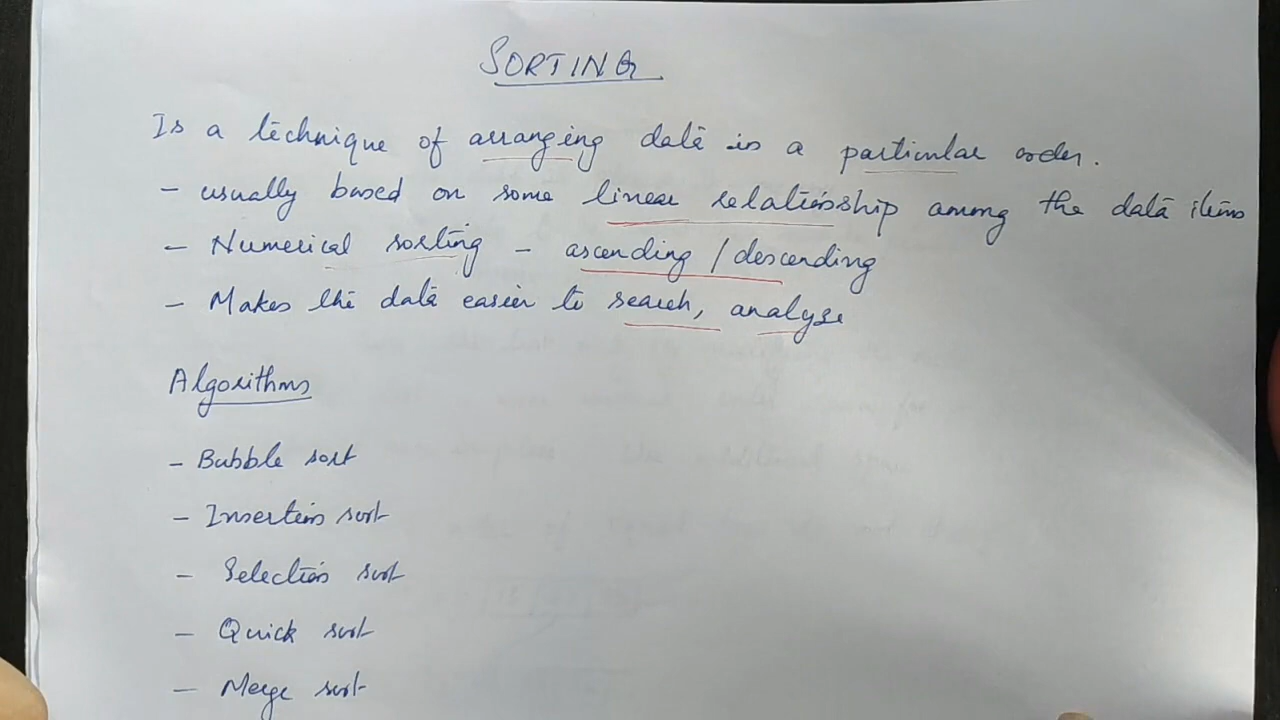 SORTING
Is a technique of arranging data in a particular order.
- usually based on some linear relationship among the data items
- Numerical sorting - ascending / descending
- Makes the data easier to search, analyse
Algorithms
- Bubble sort
- Insertion sort
- Selection sort
- Quick sort
- Merge sort